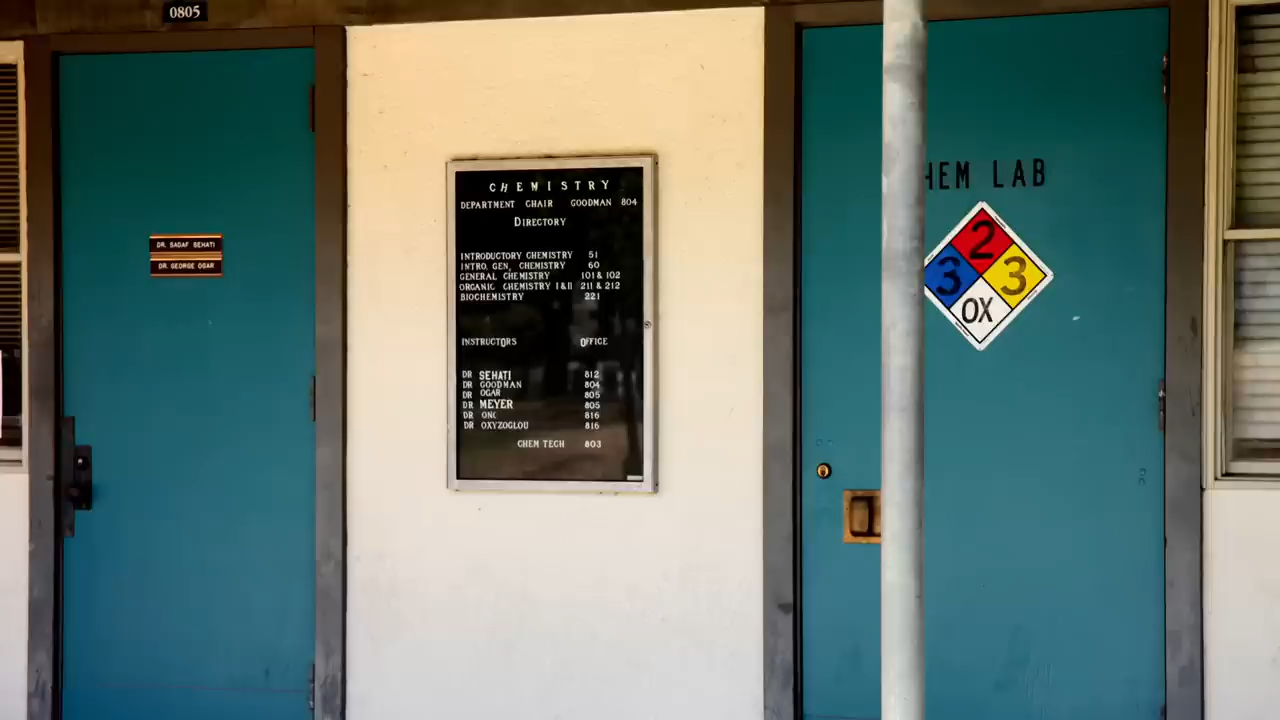 0805
DR. SADAF SEHATI
DR. GEORGE OGAR
CHEMISTRY
DEPARTMENT CHAIR GOODMAN 804
DIRECTORY
INTRODUCTORY CHEMISTRY 51
INTRO. GEN. CHEMISTRY 60
GENERAL CHEMISTRY 101 & 102
ORGANIC CHEMISTRY I & II 211 & 212
BIOCHEMISTRY 221
INSTRUCTORS OFFICE
DR SEHATI 812
DR GOODMAN 804
DR OGAR 805
DR MEYER 805
DR ONC 816
DR OXYZOGLOU 816
CHEM TECH 803
HEM LAB
2
3 3
OX